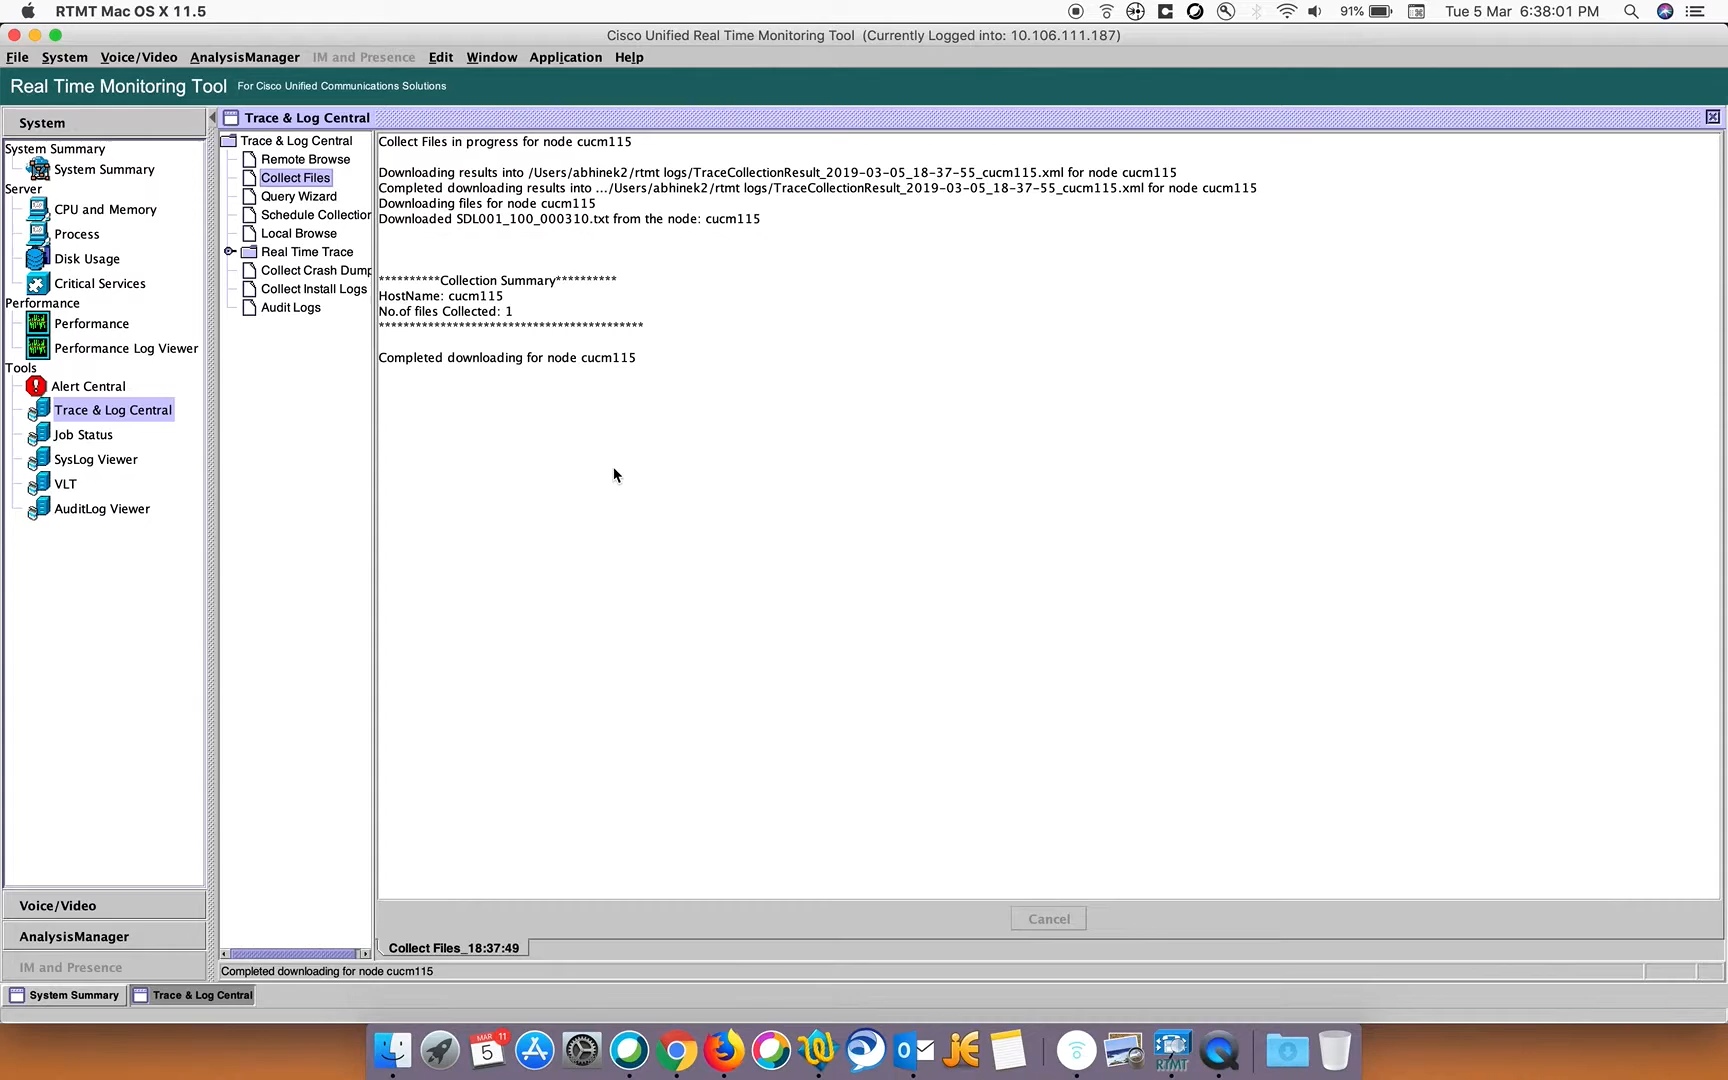 RTMT Mac OS X 11.5
91%
Tue 5 Mar 6:38:01 PM
Cisco Unified Real Time Monitoring Tool (Currently Logged into: 10.106.111.187)
File System Voice/Video AnalysisManager IM and Presence Edit Window Application Help
Real Time Monitoring Tool For Cisco Unified Communications Solutions
System
System Summary
System Summary
Server
CPU and Memory
Process
Disk Usage
Critical Services
Performance
Performance
Performance Log Viewer
Tools
Alert Central
Trace & Log Central
Job Status
SysLog Viewer
VLT
AuditLog Viewer
Voice/Video
AnalysisManager
IM and Presence
Trace & Log Central
Trace & Log Central
Remote Browse
Collect Files
Query Wizard
Schedule Collection
Local Browse
Real Time Trace
Collect Crash Dump
Collect Install Logs
Audit Logs
Collect Files in progress for node cucm115
Downloading results into /Users/abhinek2/rtmt logs/TraceCollectionResult_2019-03-05_18-37-55_cucm115.xml for node cucm115
Completed downloading results into .../Users/abhinek2/rtmt logs/TraceCollectionResult_2019-03-05_18-37-55_cucm115.xml for node cucm115
Downloading files for node cucm115
Downloaded SDL001_100_000310.txt from the node: cucm115
**********Collection Summary**********
HostName: cucm115
No.of files Collected: 1
*******************************************
Completed downloading for node cucm115
Cancel
Collect Files_18:37:49
Completed downloading for node cucm115
System Summary
Trace & Log Central
MAR
5
11
RTMT